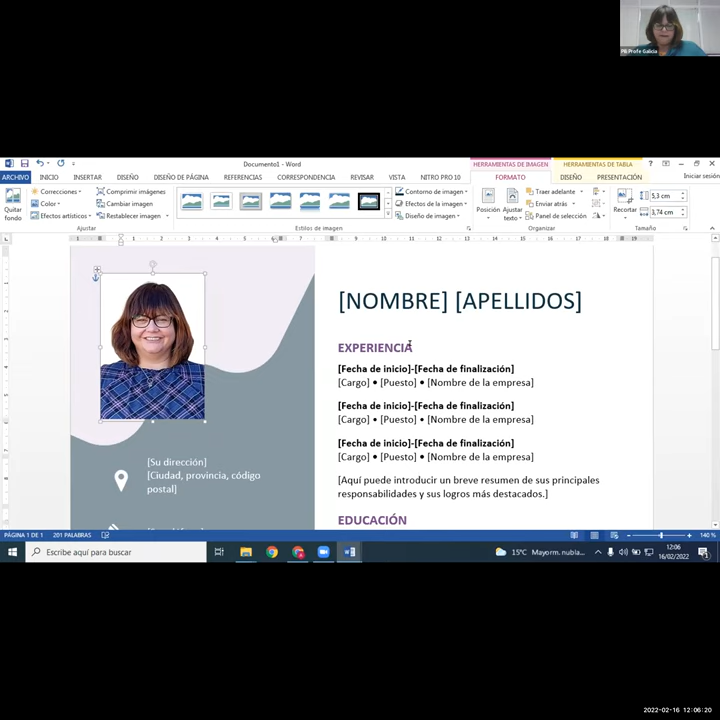 PB Profe Galicia
Documento1 - Word
HERRAMIENTAS DE IMAGEN
HERRAMIENTAS DE TABLA
ARCHIVO INICIO INSERTAR DISEÑO DISEÑO DE PÁGINA REFERENCIAS CORRESPONDENCIA REVISAR VISTA NITRO PRO 10 FORMATO DISEÑO PRESENTACIÓN Iniciar sesión
Quitar fondo
Correcciones
Color
Efectos artísticos
Comprimir imágenes
Cambiar imagen
Restablecer imagen
Ajustar
Estilos de imagen
Contorno de imagen
Efectos de la imagen
Diseño de imagen
Posición
Ajustar texto
Traer adelante
Enviar atrás
Panel de selección
Organizar
Recortar
5,3 cm
3,74 cm
Tamaño
[NOMBRE] [APELLIDOS]
EXPERIENCIA
[Fecha de inicio]-[Fecha de finalización]
[Cargo] • [Puesto] • [Nombre de la empresa]
[Fecha de inicio]-[Fecha de finalización]
[Cargo] • [Puesto] • [Nombre de la empresa]
[Fecha de inicio]-[Fecha de finalización]
[Cargo] • [Puesto] • [Nombre de la empresa]
[Aquí puede introducir un breve resumen de sus principales
responsabilidades y sus logros más destacados.]
EDUCACIÓN
[Su dirección]
[Ciudad, provincia, código
postal]
PÁGINA 1 DE 1 201 PALABRAS 140 %
Escribe aquí para buscar
15°C Mayorm. nubla...
12:06
16/02/2022
2022-02-16 12:06:20